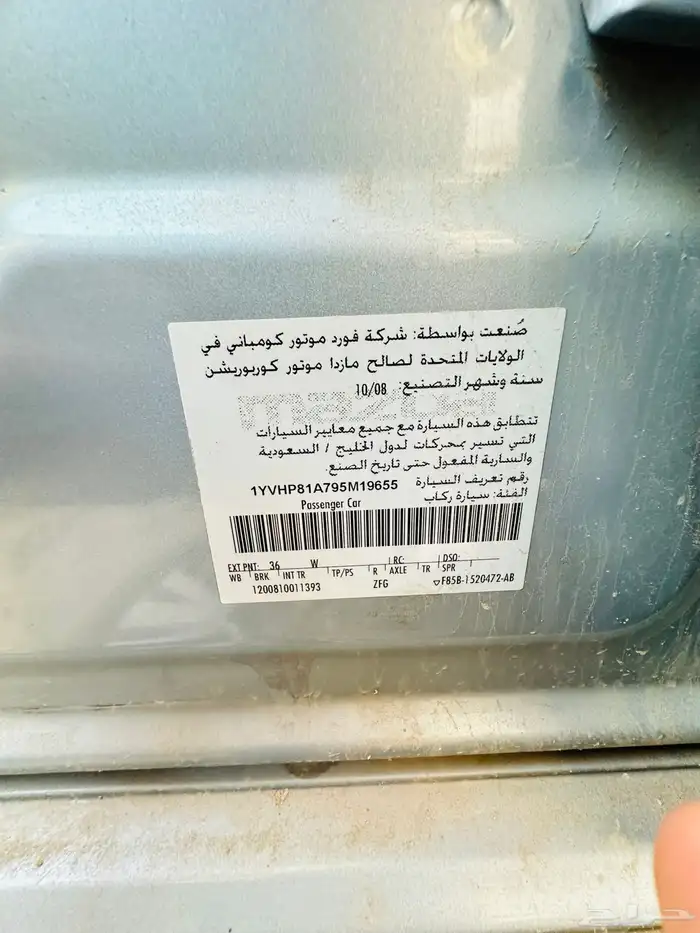 صُنعت بواسطة: شركة فورد موتور كومباني في
الولايات المتحدة لصالح مازدا موتور كوربوريشن
سنة وشهر التصنيع: 10/08
mazda
تتطابق هذه السيارة مع جميع معايير السيارات
التي تسير بمحركات لدول الخليج / السعودية
والسارية المفعول حتى تاريخ الصنع.
رقم تعريف السيارة 1YVHP81A795M19655
الفئة: سيارة ركاب Passenger Car
EXT PNT: 36 W RC: DSO:
WB BRK INT TR TP/PS R AXLE TR SPR
1200810011393 ZFG ▽F85B-1520472-AB
حراج